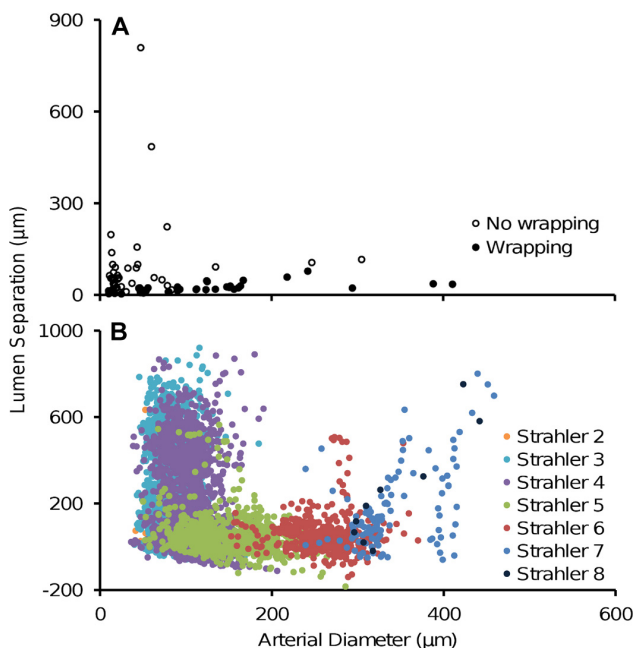 A
900
600
300
0
No wrapping
Wrapping
Lumen Separation (µm)
B
1000
600
200
-200
Strahler 2
Strahler 3
Strahler 4
Strahler 5
Strahler 6
Strahler 7
Strahler 8
0 200 400 600
Arterial Diameter (µm)